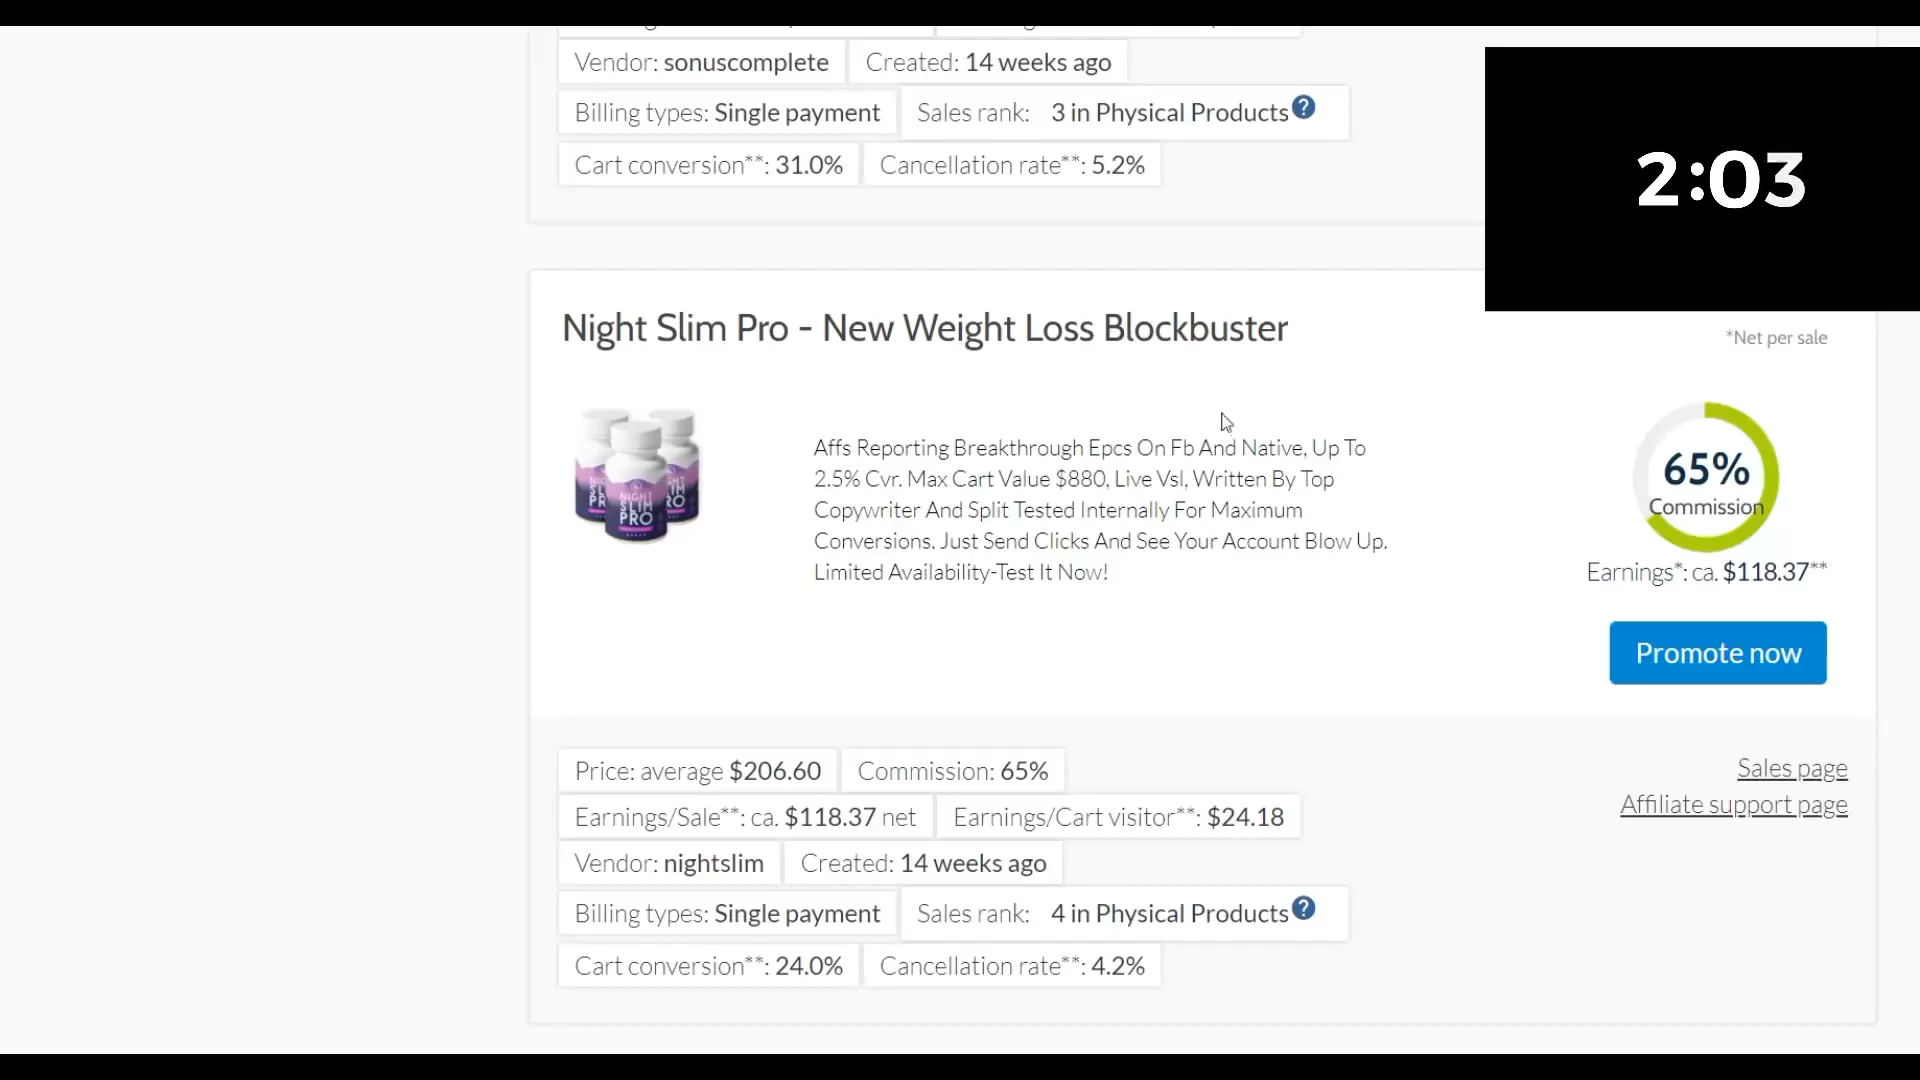 Vendor: sonuscomplete Created: 14 weeks ago
Billing types: Single payment Sales rank: 3 in Physical Products ?
Cart conversion**: 31.0% Cancellation rate**: 5.2%
2:03
Night Slim Pro - New Weight Loss Blockbuster
*Net per sale
NIGHT SLIM PRO
Affs Reporting Breakthrough Epcs On Fb And Native, Up To
2.5% Cvr. Max Cart Value $880, Live Vsl, Written By Top
Copywriter And Split Tested Internally For Maximum
Conversions. Just Send Clicks And See Your Account Blow Up.
Limited Availability-Test It Now!
65%
Commission
Earnings*: ca. $118.37**
Promote now
Price: average $206.60 Commission: 65%
Earnings/Sale**: ca. $118.37 net Earnings/Cart visitor**: $24.18
Vendor: nightslim Created: 14 weeks ago
Billing types: Single payment Sales rank: 4 in Physical Products ?
Cart conversion**: 24.0% Cancellation rate**: 4.2%
Sales page
Affiliate support page